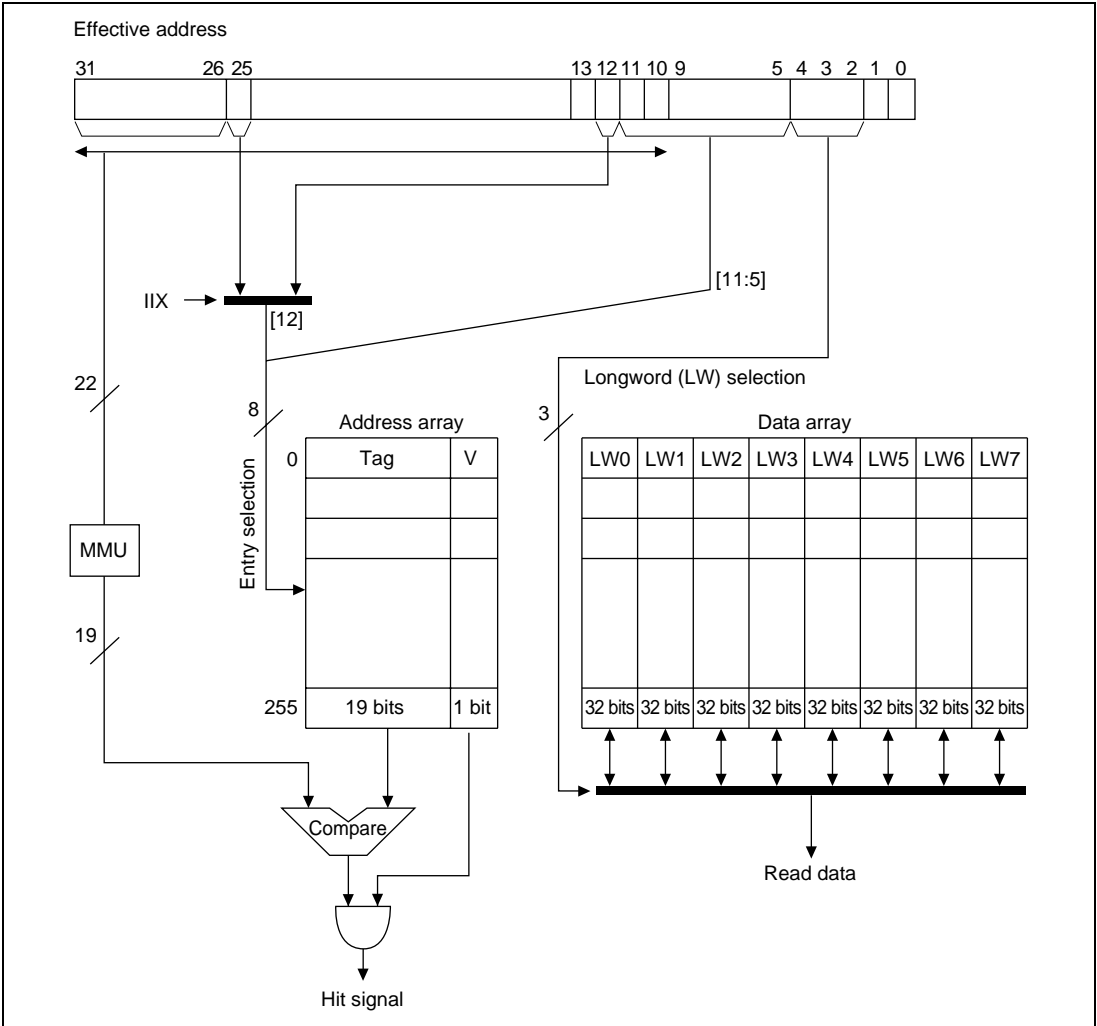 Effective address
31 26 25 13 12 11 10 9 5 4 3 2 1 0
IIX
[12]
[11:5]
22
8
Longword (LW) selection
3
Entry selection
Address array
Data array
0 Tag V
LW0 LW1 LW2 LW3 LW4 LW5 LW6 LW7
MMU
19
255 19 bits 1 bit
32 bits 32 bits 32 bits 32 bits 32 bits 32 bits 32 bits 32 bits
Compare
Read data
Hit signal